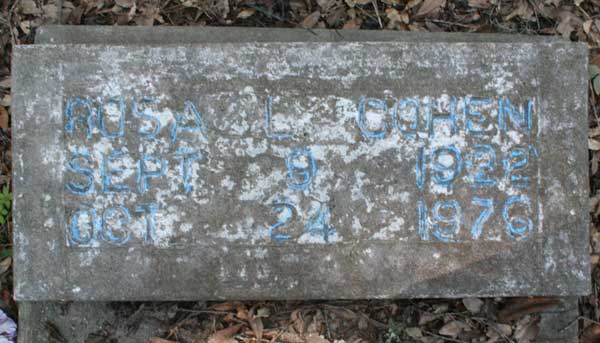 ROSA L COHEN
SEPT 9 1922
OCT 24 1976